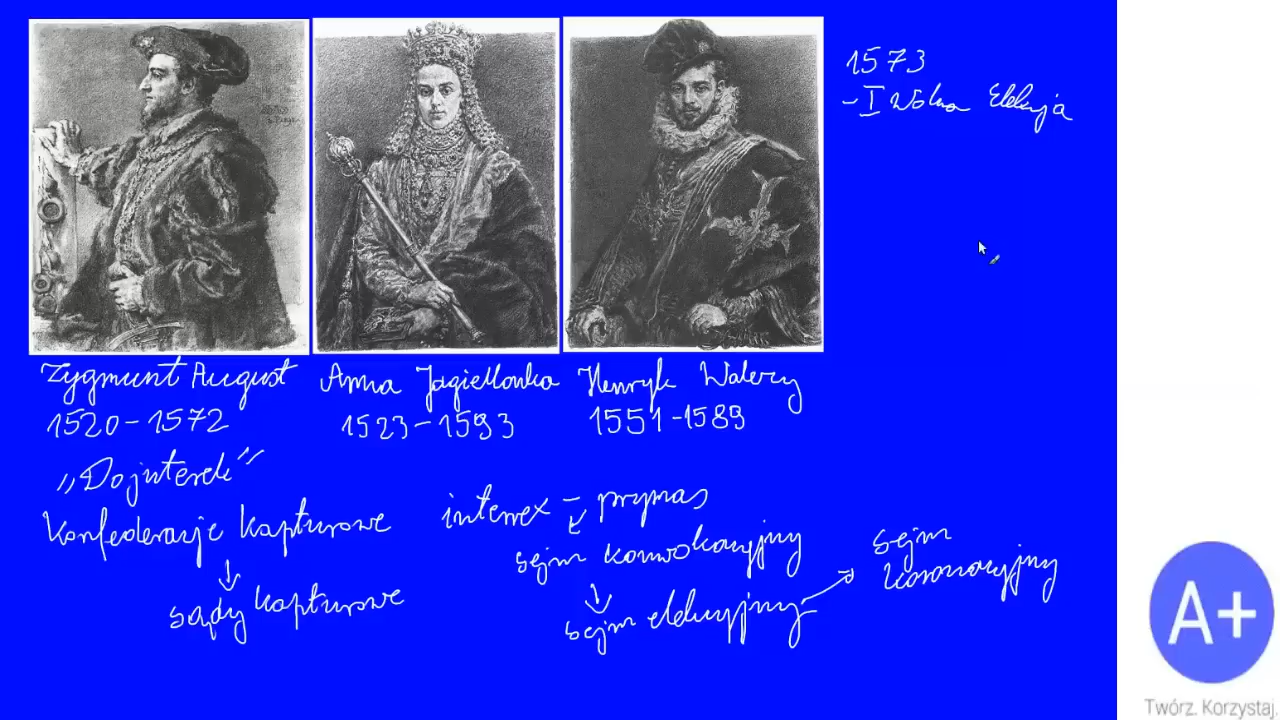 1573
- I Wolna Elekcja
Zygmunt August
1520-1572
Anna Jagiellonka
1523-1593
Henryk Walezy
1551-1589
„Dojutrek"
Konfederacje Kapturowe
↓
sądy kapturowe
interrex - prymas
sejm konwokacyjny
↓
sejm elekcyjny →
sejm
koronacyjny
A+
Twórz. Korzystaj.